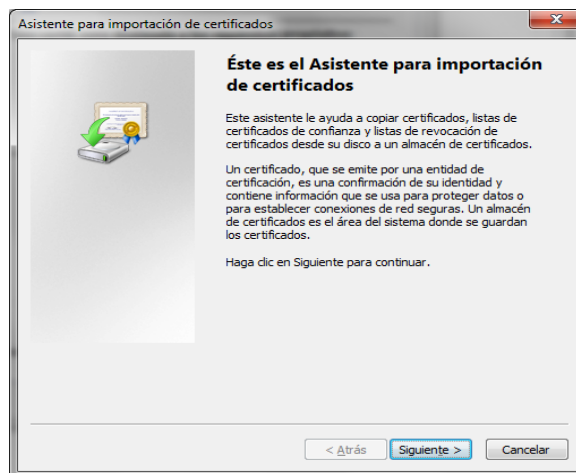 Asistente para importación de certificados
Éste es el Asistente para importación
de certificados
Este asistente le ayuda a copiar certificados, listas de
certificados de confianza y listas de revocación de
certificados desde su disco a un almacén de certificados.
Un certificado, que se emite por una entidad de
certificación, es una confirmación de su identidad y
contiene información que se usa para proteger datos o
para establecer conexiones de red seguras. Un almacén
de certificados es el área del sistema donde se guardan
los certificados.
Haga clic en Siguiente para continuar.
< Atrás Siguiente > Cancelar